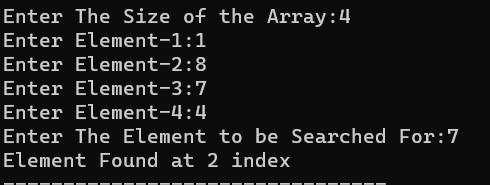 Enter The Size of the Array:4
Enter Element-1:1
Enter Element-2:8
Enter Element-3:7
Enter Element-4:4
Enter The Element to be Searched For:7
Element Found at 2 index
--------------------------------